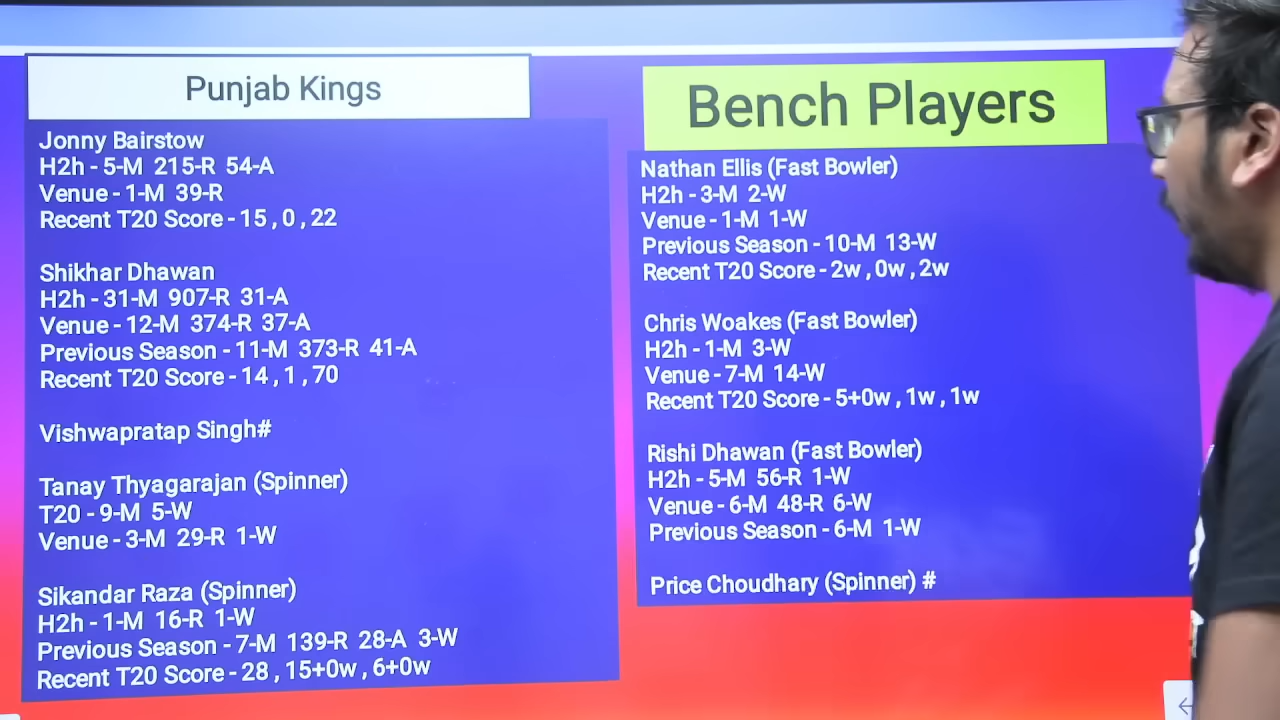 Punjab Kings
Jonny Bairstow
H2h - 5-M 215-R 54-A
Venue - 1-M 39-R
Recent T20 Score - 15 , 0 , 22
Shikhar Dhawan
H2h - 31-M 907-R 31-A
Venue - 12-M 374-R 37-A
Previous Season - 11-M 373-R 41-A
Recent T20 Score - 14 , 1 , 70
Vishwapratap Singh#
Tanay Thyagarajan (Spinner)
T20 - 9-M 5-W
Venue - 3-M 29-R 1-W
Sikandar Raza (Spinner)
H2h - 1-M 16-R 1-W
Previous Season - 7-M 139-R 28-A 3-W
Recent T20 Score - 28 , 15+0w , 6+0w
Bench Players
Nathan Ellis (Fast Bowler)
H2h - 3-M 2-W
Venue - 1-M 1-W
Previous Season - 10-M 13-W
Recent T20 Score - 2w , 0w , 2w
Chris Woakes (Fast Bowler)
H2h - 1-M 3-W
Venue - 7-M 14-W
Recent T20 Score - 5+0w , 1w , 1w
Rishi Dhawan (Fast Bowler)
H2h - 5-M 56-R 1-W
Venue - 6-M 48-R 6-W
Previous Season - 6-M 1-W
Price Choudhary (Spinner) #